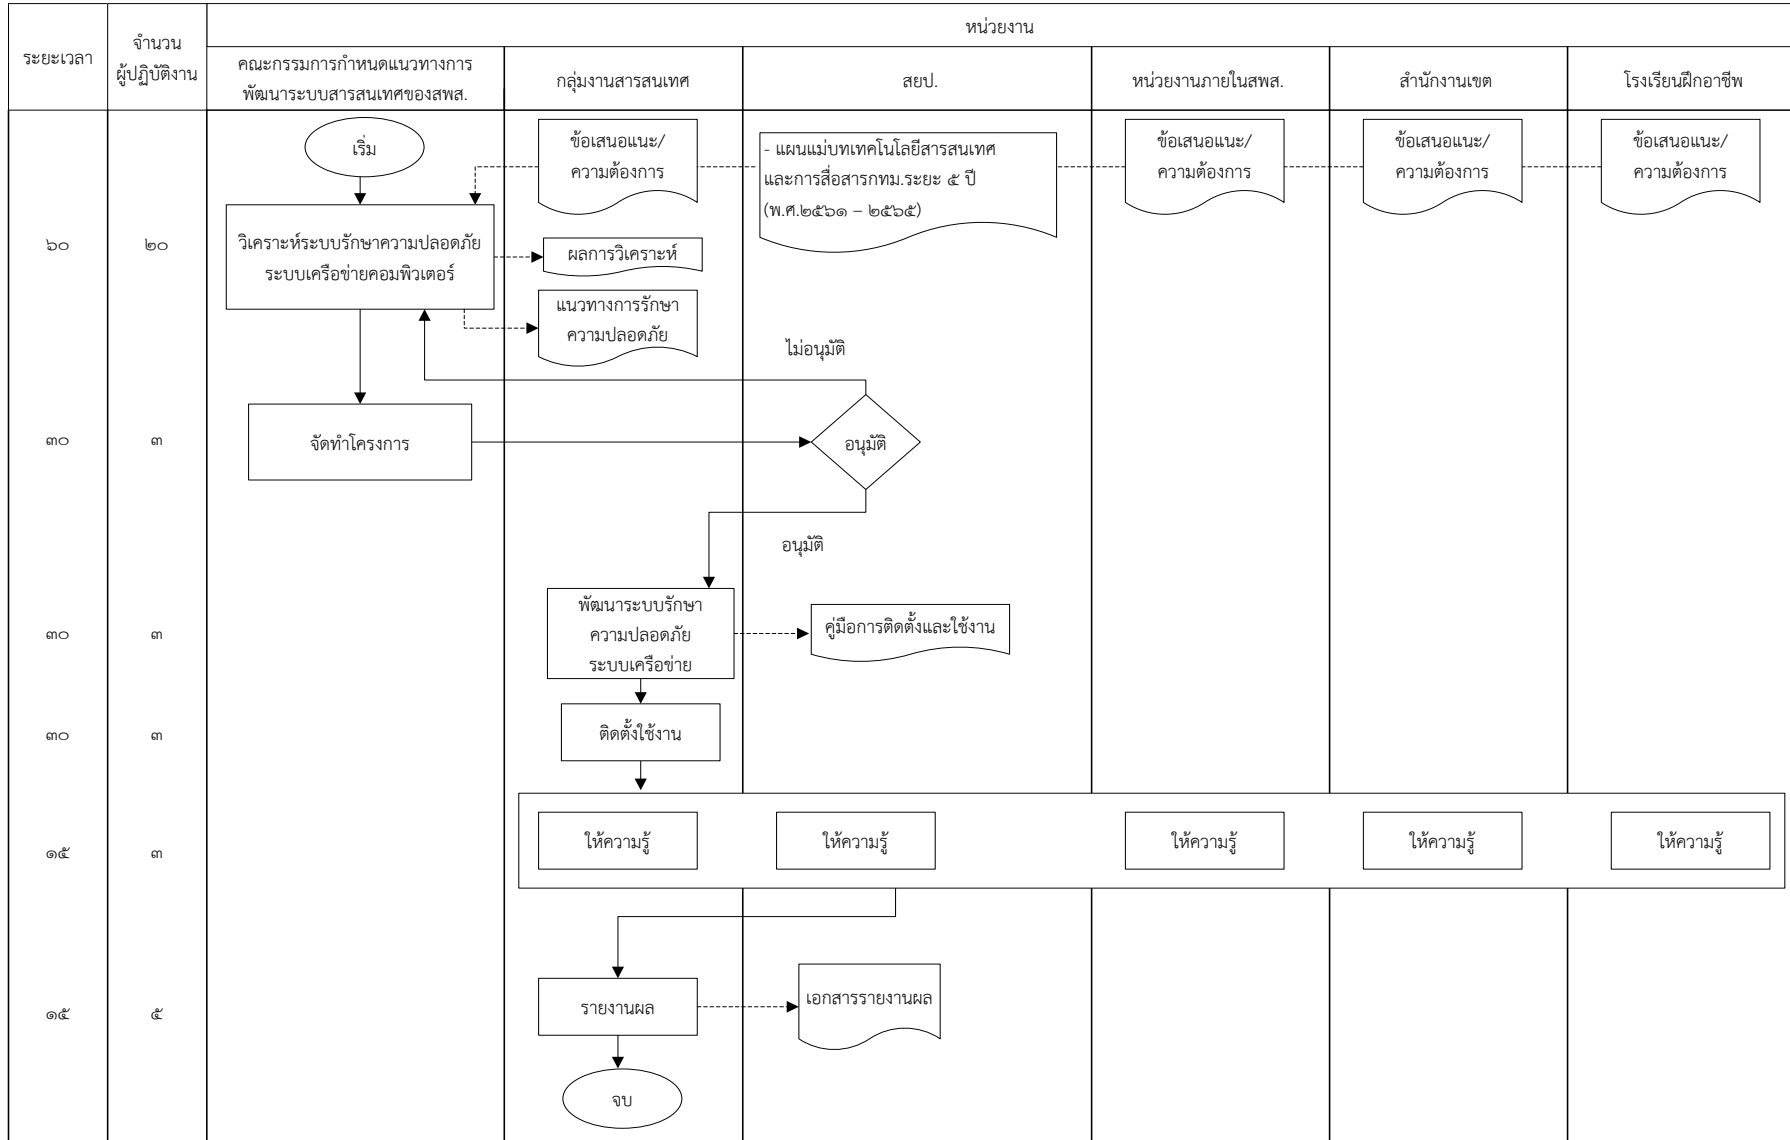 หน่วยงาน
ระยะเวลา
จำนวน
ผู้ปฏิบัติงาน
คณะกรรมการกำหนดแนวทางการ
พัฒนาระบบสารสนเทศของสพส.
กลุ่มงานสารสนเทศ
สยป.
หน่วยงานภายในสพส.
สำนักงานเขต
โรงเรียนฝึกอาชีพ
เริ่ม
ข้อเสนอแนะ/
ความต้องการ
- แผนแม่บทเทคโนโลยีสารสนเทศ
และการสื่อสารกทม.ระยะ ๕ ปี
(พ.ศ.๒๕๖๑ – ๒๕๖๕)
ข้อเสนอแนะ/
ความต้องการ
ข้อเสนอแนะ/
ความต้องการ
ข้อเสนอแนะ/
ความต้องการ
๖๐
๒๐
วิเคราะห์ระบบรักษาความปลอดภัย
ระบบเครือข่ายคอมพิวเตอร์
ผลการวิเคราะห์
แนวทางการรักษา
ความปลอดภัย
ไม่อนุมัติ
๓๐
๓
จัดทำโครงการ
อนุมัติ
อนุมัติ
๓๐
๓
พัฒนาระบบรักษา
ความปลอดภัย
ระบบเครือข่าย
คู่มือการติดตั้งและใช้งาน
๓๐
๓
ติดตั้งใช้งาน
๑๕
๓
ให้ความรู้
ให้ความรู้
ให้ความรู้
ให้ความรู้
ให้ความรู้
๑๕
๕
รายงานผล
เอกสารรายงานผล
จบ